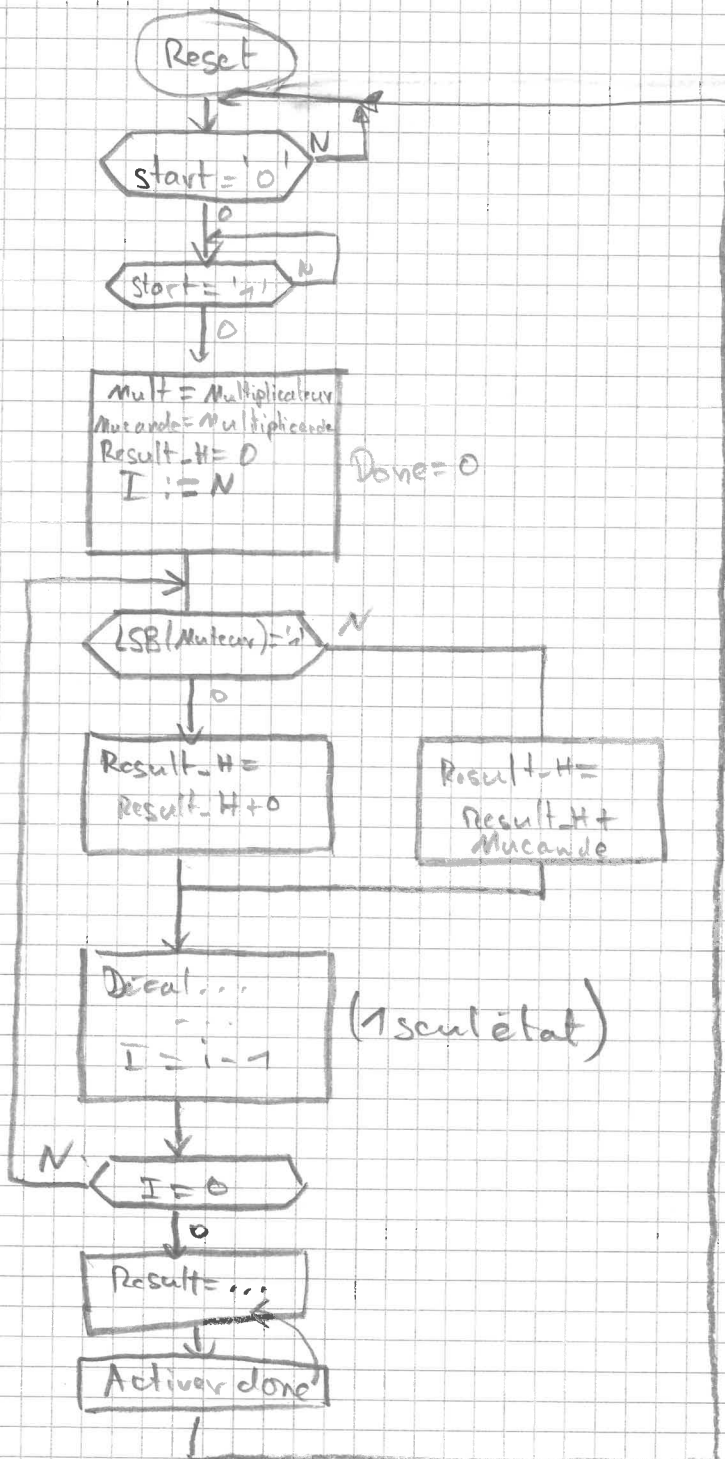 Reset
N
start = '0'
0
N
start = '1'
0
Mult = Multiplicateur
Mucande = Multiplicande
Result_H = 0
I := N
Done = 0
N
LSB(Muteur) = '1'
0
Result_H =
Result_H + 0
Result_H =
Result_H +
Mucande
Décal...
- ...
I = i - 1
(1 seul état)
N
I = 0
0
Result = ...
Activer done